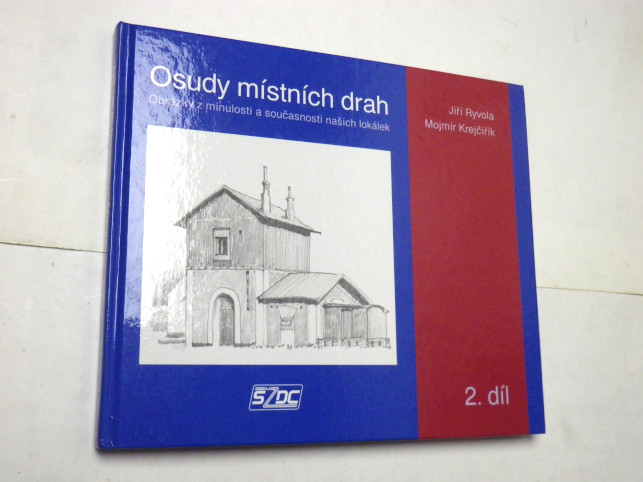 Osudy místních drah
Obrázky z minulosti a současnosti našich lokálek
Jiří Ryvola
Mojmír Krejčiřík
SŽDC
2. díl